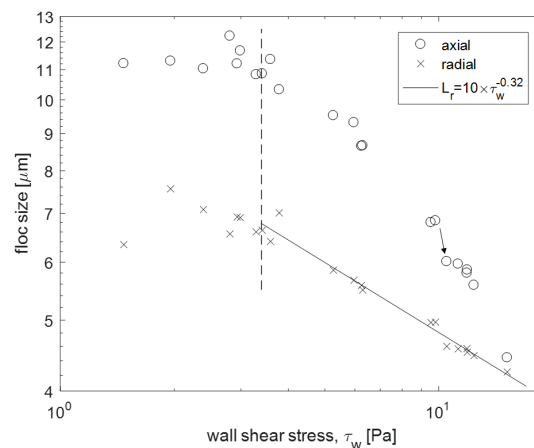 13
12
11
10
9
8
7
6
5
4
floc size [μm]
axial
radial
L_r=10 × τ_w^-0.32
10^0
10^1
wall shear stress, τ_w [Pa]